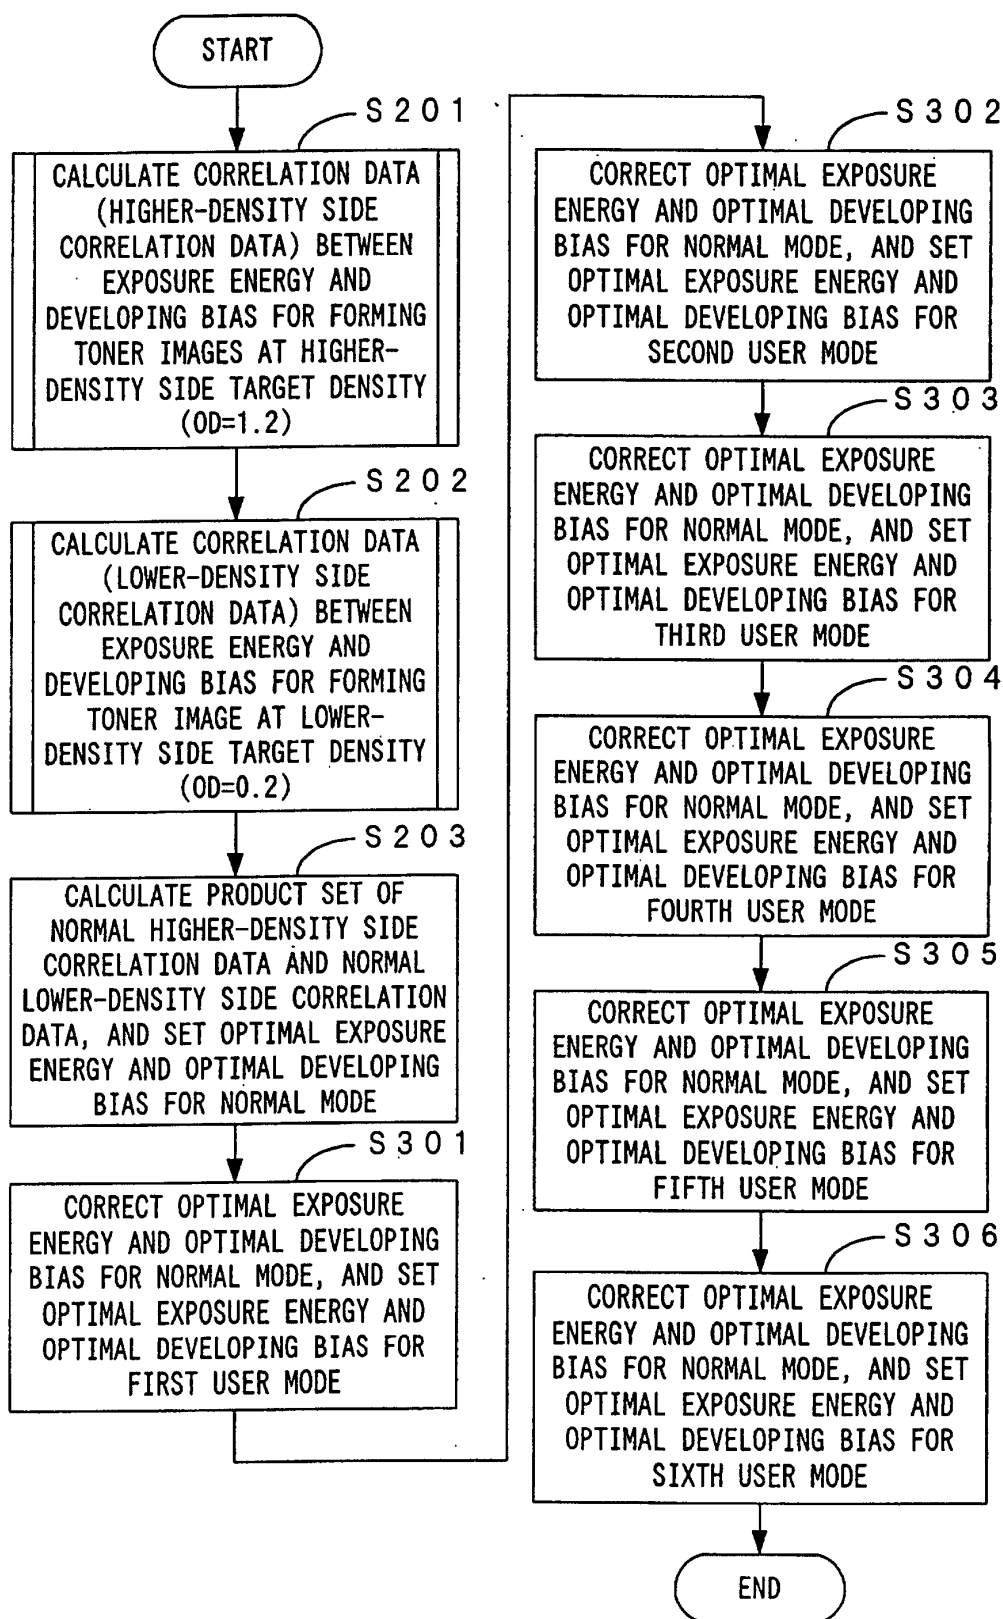 START
S201
CALCULATE CORRELATION DATA
(HIGHER-DENSITY SIDE
CORRELATION DATA) BETWEEN
EXPOSURE ENERGY AND
DEVELOPING BIAS FOR FORMING
TONER IMAGES AT HIGHER-
DENSITY SIDE TARGET DENSITY
(OD=1.2)
S202
CALCULATE CORRELATION DATA
(LOWER-DENSITY SIDE
CORRELATION DATA) BETWEEN
EXPOSURE ENERGY AND
DEVELOPING BIAS FOR FORMING
TONER IMAGE AT LOWER-
DENSITY SIDE TARGET DENSITY
(OD=0.2)
S203
CALCULATE PRODUCT SET OF
NORMAL HIGHER-DENSITY SIDE
CORRELATION DATA AND NORMAL
LOWER-DENSITY SIDE CORRELATION
DATA, AND SET OPTIMAL EXPOSURE
ENERGY AND OPTIMAL DEVELOPING
BIAS FOR NORMAL MODE
S301
CORRECT OPTIMAL EXPOSURE
ENERGY AND OPTIMAL DEVELOPING
BIAS FOR NORMAL MODE, AND SET
OPTIMAL EXPOSURE ENERGY AND
OPTIMAL DEVELOPING BIAS FOR
FIRST USER MODE
S302
CORRECT OPTIMAL EXPOSURE
ENERGY AND OPTIMAL DEVELOPING
BIAS FOR NORMAL MODE, AND SET
OPTIMAL EXPOSURE ENERGY AND
OPTIMAL DEVELOPING BIAS FOR
SECOND USER MODE
S303
CORRECT OPTIMAL EXPOSURE
ENERGY AND OPTIMAL DEVELOPING
BIAS FOR NORMAL MODE, AND SET
OPTIMAL EXPOSURE ENERGY AND
OPTIMAL DEVELOPING BIAS FOR
THIRD USER MODE
S304
CORRECT OPTIMAL EXPOSURE
ENERGY AND OPTIMAL DEVELOPING
BIAS FOR NORMAL MODE, AND SET
OPTIMAL EXPOSURE ENERGY AND
OPTIMAL DEVELOPING BIAS FOR
FOURTH USER MODE
S305
CORRECT OPTIMAL EXPOSURE
ENERGY AND OPTIMAL DEVELOPING
BIAS FOR NORMAL MODE, AND SET
OPTIMAL EXPOSURE ENERGY AND
OPTIMAL DEVELOPING BIAS FOR
FIFTH USER MODE
S306
CORRECT OPTIMAL EXPOSURE
ENERGY AND OPTIMAL DEVELOPING
BIAS FOR NORMAL MODE, AND SET
OPTIMAL EXPOSURE ENERGY AND
OPTIMAL DEVELOPING BIAS FOR
SIXTH USER MODE
END